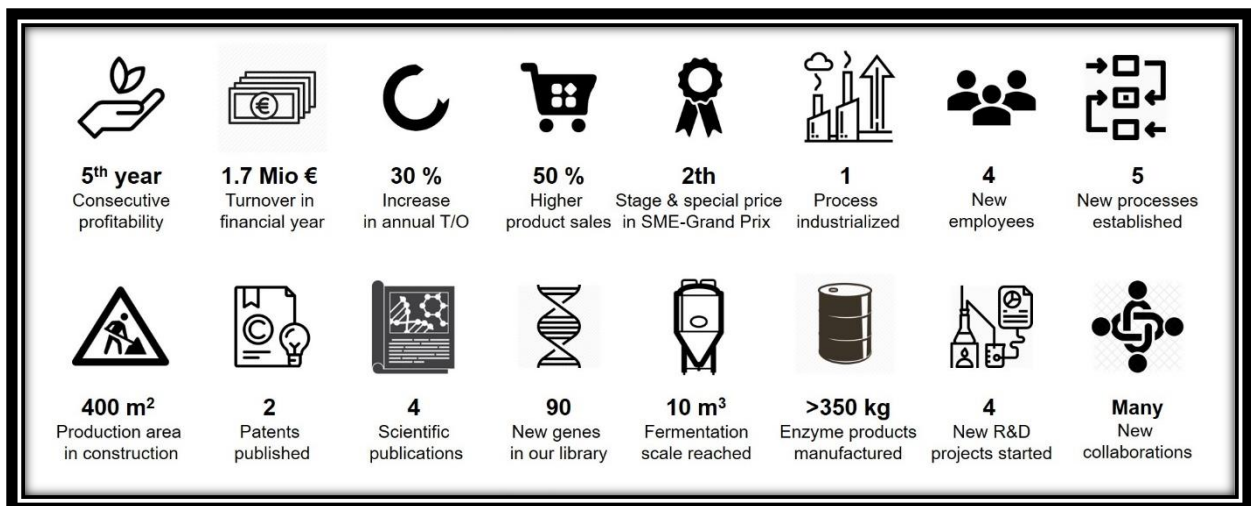 5th year
Consecutive
profitability
1.7 Mio €
Turnover in
financial year
30 %
Increase
in annual T/O
50 %
Higher
product sales
2th
Stage & special price
in SME-Grand Prix
1
Process
industrialized
4
New
employees
5
New processes
established
400 m²
Production area
in construction
2
Patents
published
4
Scientific
publications
90
New genes
in our library
10 m³
Fermentation
scale reached
>350 kg
Enzyme products
manufactured
4
New R&D
projects started
Many
New
collaborations